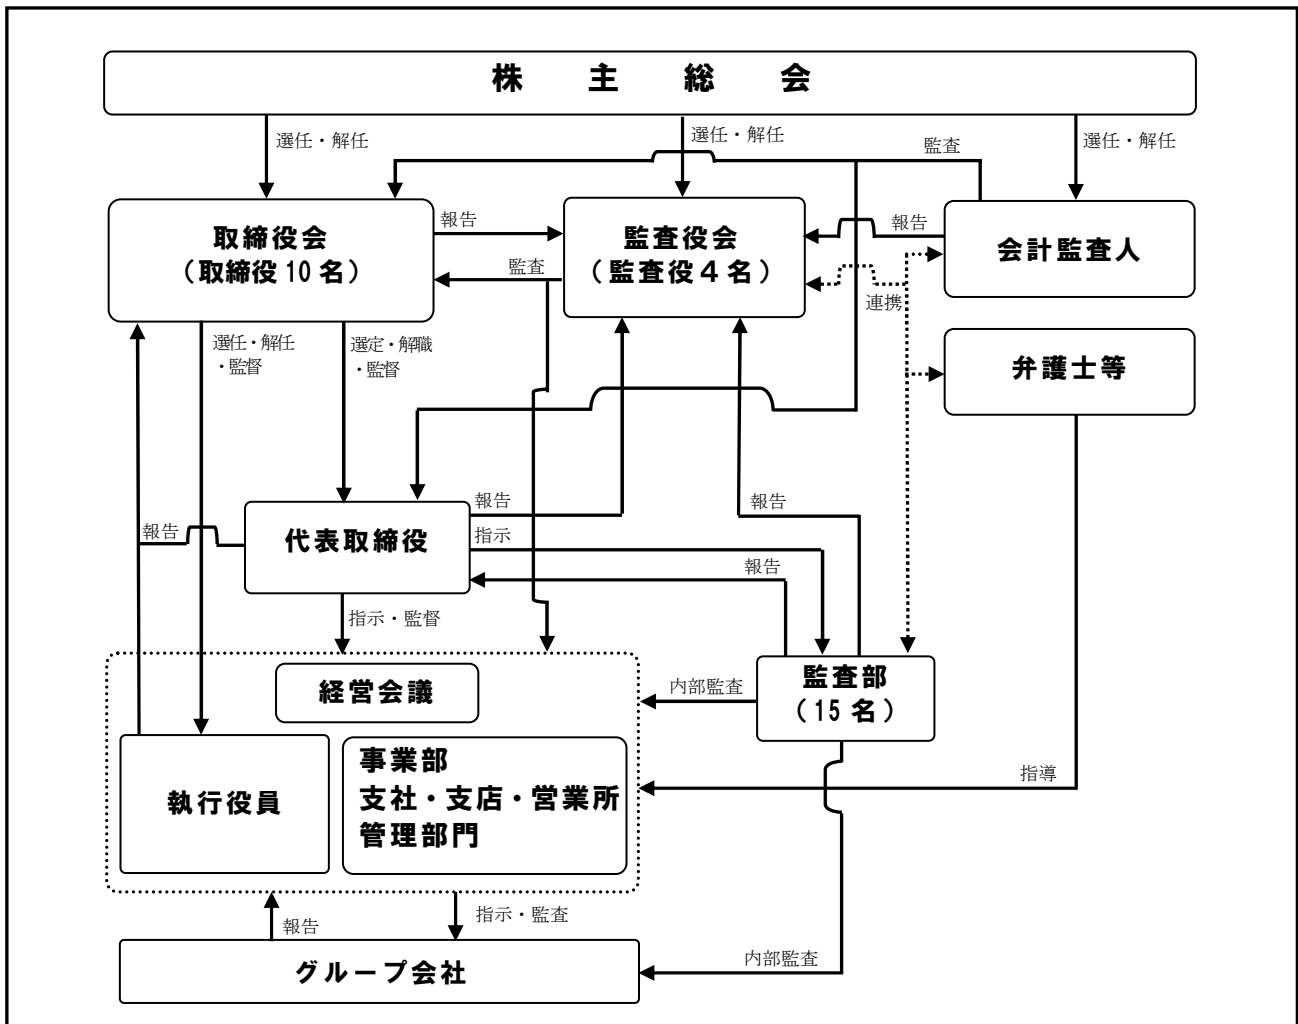 株主総会
選任・解任
選任・解任
選任・解任
監査
取締役会
（取締役10名）
報告
監査
監査役会
（監査役４名）
報告
連携
会計監査人
弁護士等
選任・解任
・監督
選定・解職
・監督
報告
代表取締役
報告
指示
報告
報告
指示・監督
経営会議
内部監査
監査部
（15名）
執行役員
事業部
支社・支店・営業所
管理部門
指導
報告
指示・監査
グループ会社
内部監査